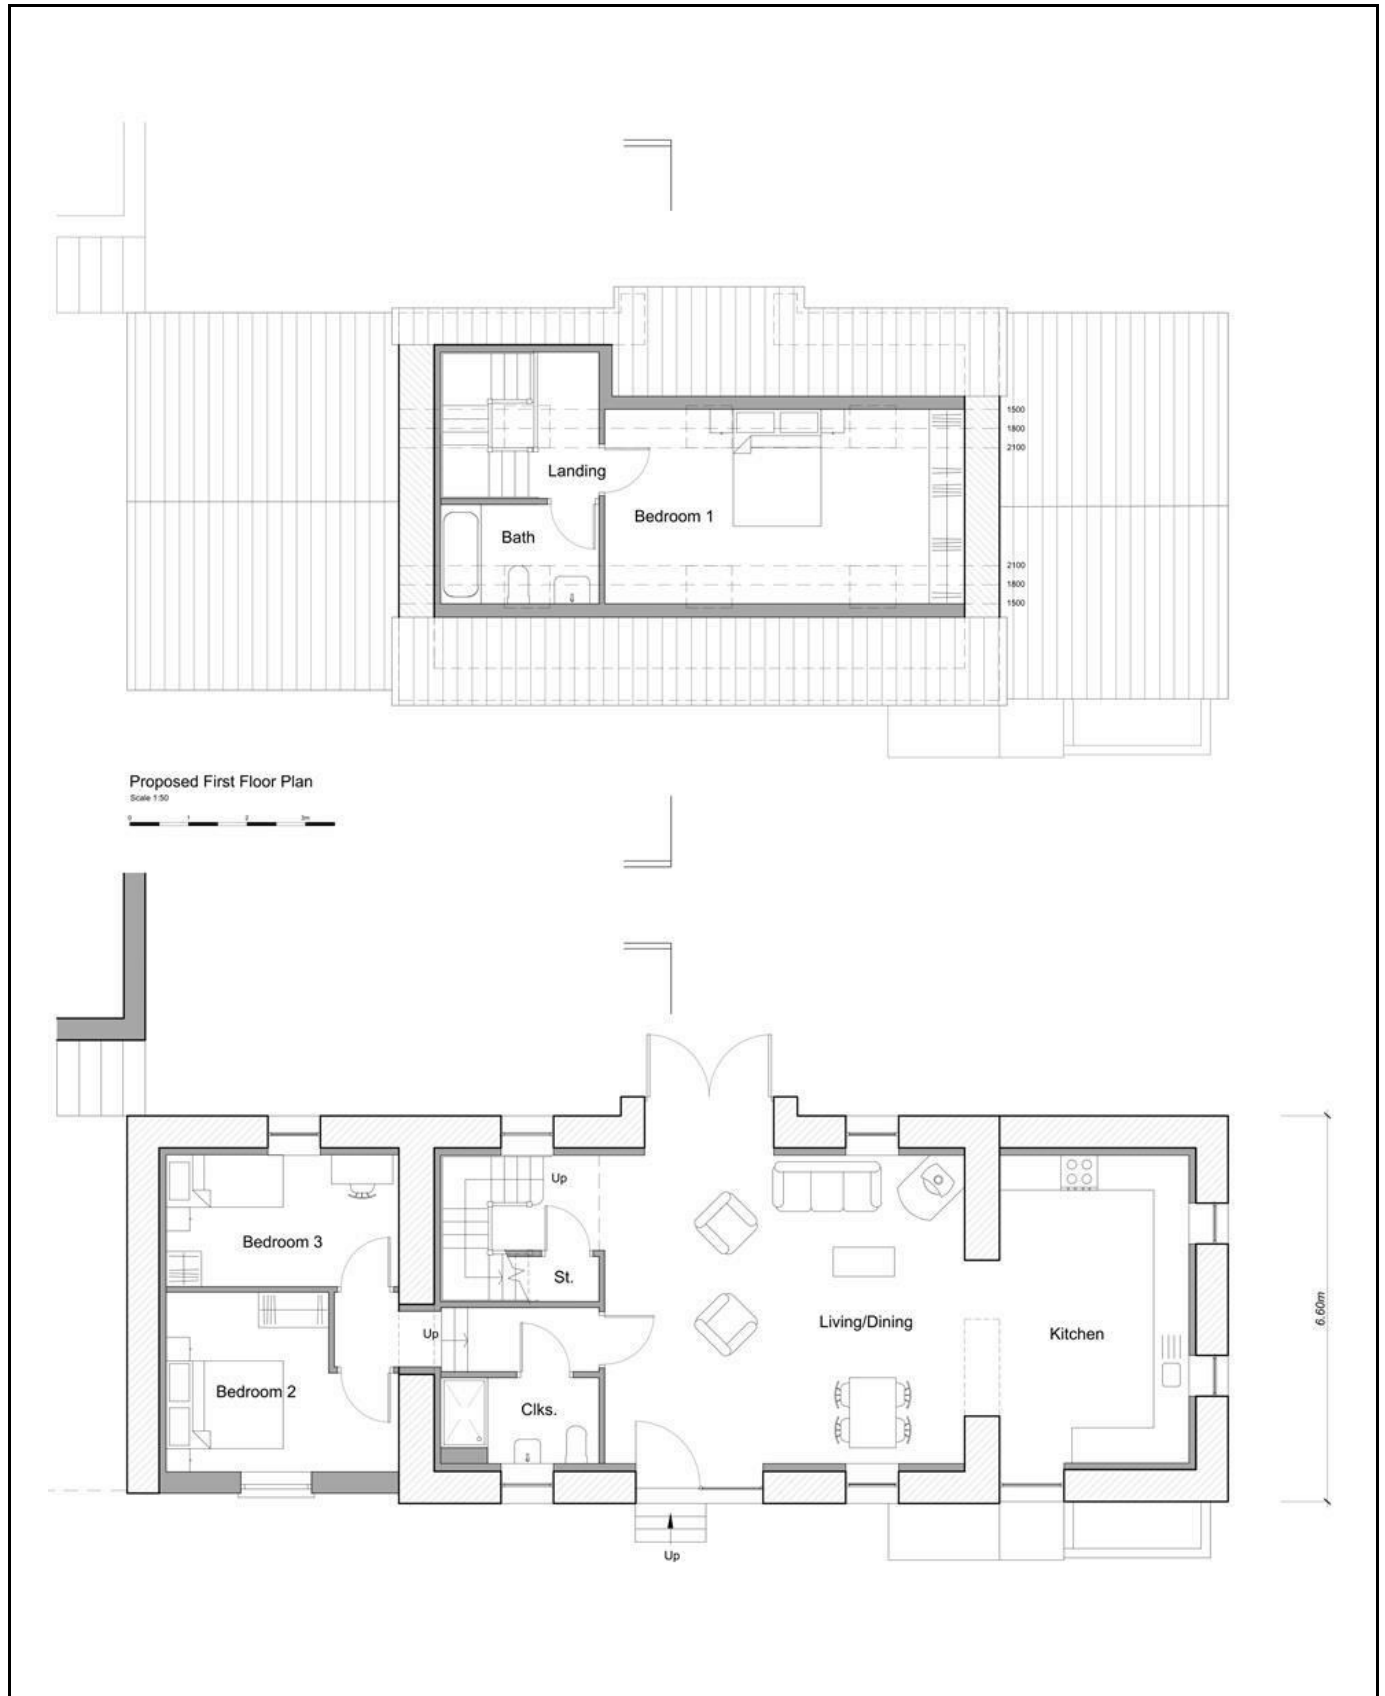 1500
1800
2100
Landing
Bedroom 1
Bath
2100
1800
1500
Proposed First Floor Plan
Scale 1:50
0 1 2 3m
Up
Bedroom 3
St.
6.60m
Living/Dining
Up
Kitchen
Bedroom 2
Clks.
Up